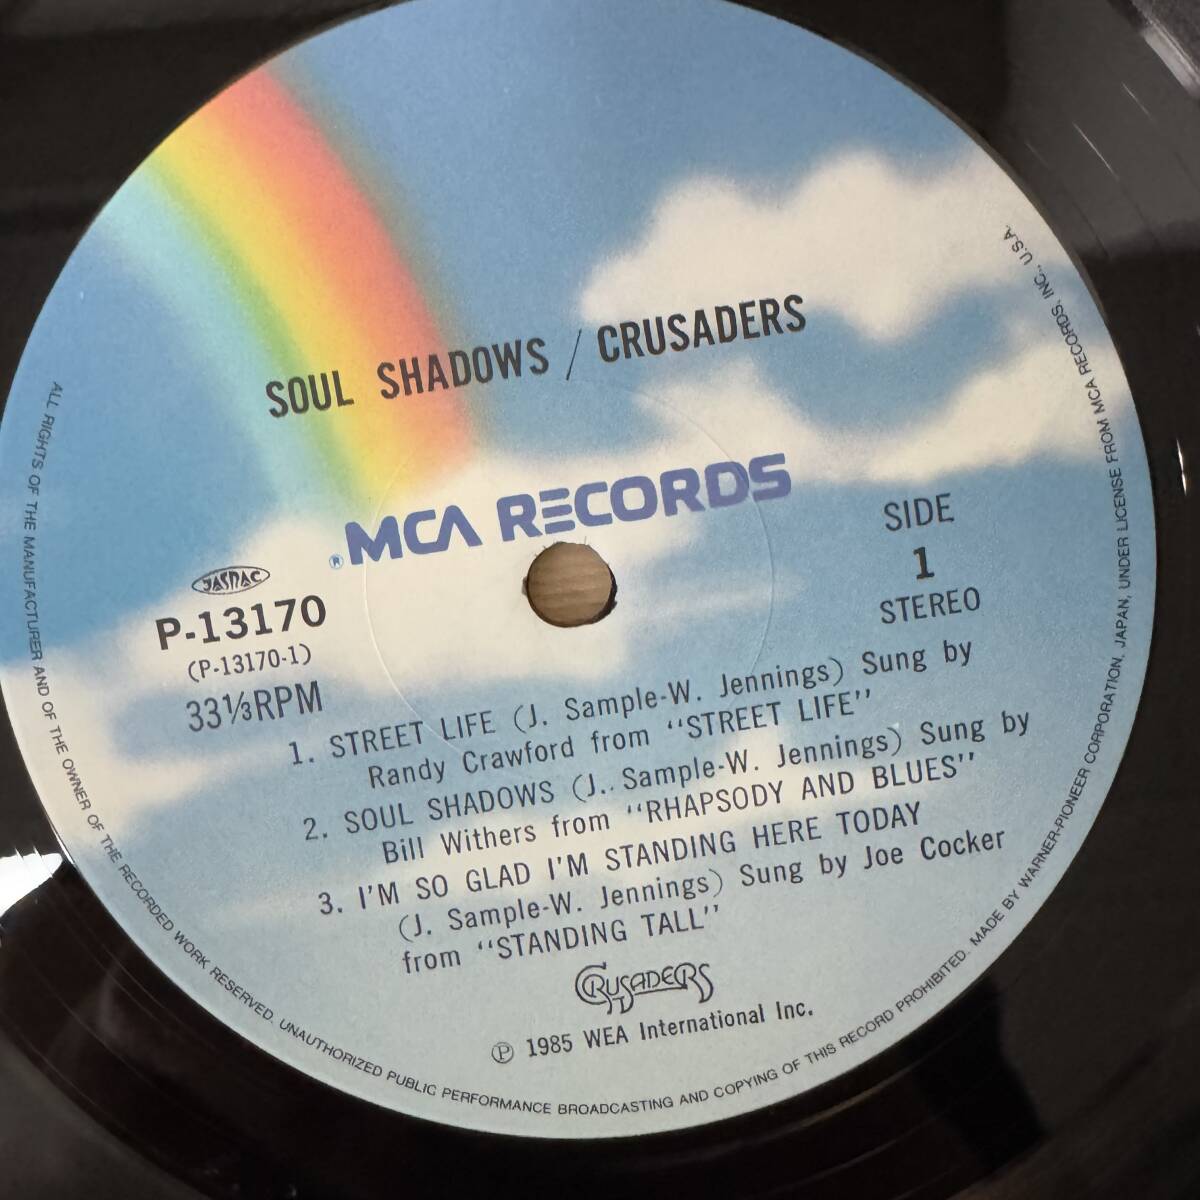 SOUL SHADOWS / CRUSADERS
® MCA RECORDS
JASRAC
P-13170
(P-13170-1)
33⅓RPM
SIDE
1
STEREO
1. STREET LIFE (J. Sample-W. Jennings) Sung by
Randy Crawford from "STREET LIFE"
2. SOUL SHADOWS (J.. Sample-W. Jennings) Sung by
Bill Withers from "RHAPSODY AND BLUES"
3. I'M SO GLAD I'M STANDING HERE TODAY
(J. Sample-W. Jennings) Sung by Joe Cocker
from "STANDING TALL"
CRUSADERS
Ⓟ 1985 WEA International Inc.
ALL RIGHTS OF THE MANUFACTURER AND OF THE OWNER OF THE RECORDED WORK RESERVED. UNAUTHORIZED PUBLIC PERFORMANCE BROADCASTING AND COPYING OF THIS RECORD PROHIBITED. MADE BY WARNER-PIONEER CORPORATION, JAPAN, UNDER LICENSE FROM MCA RECORDS, INC., U.S.A.